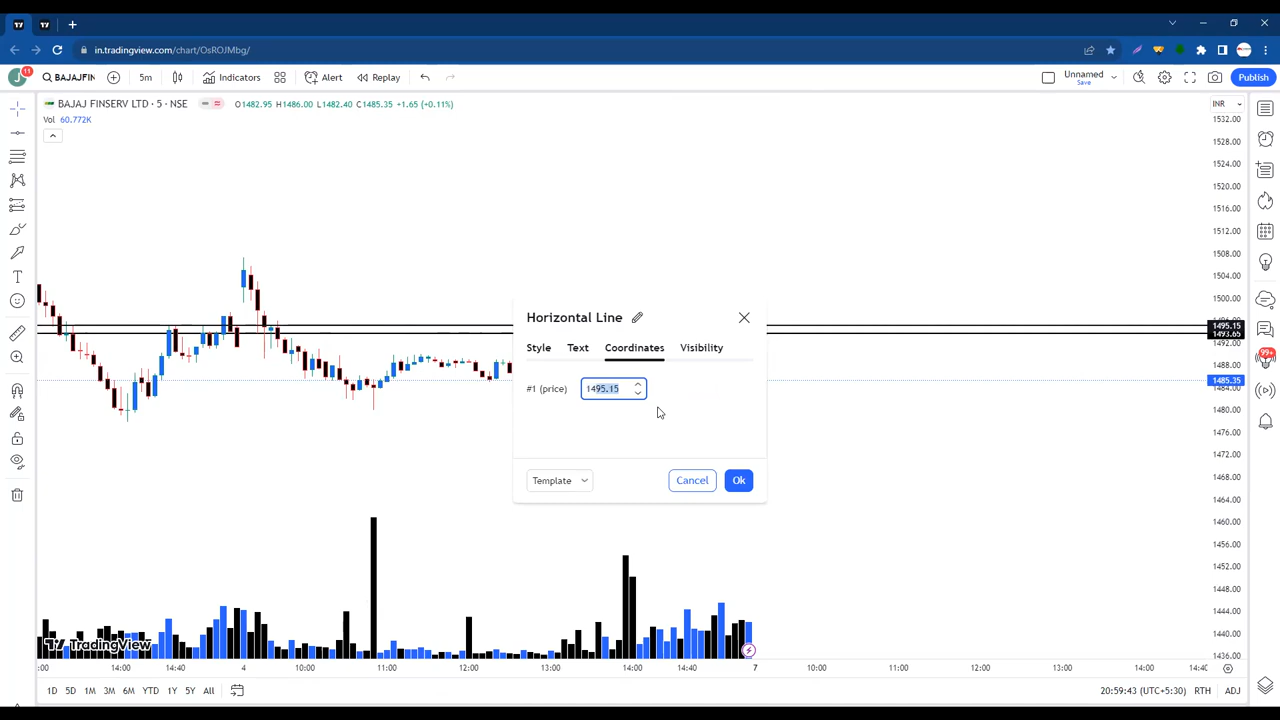 in.tradingview.com/chart/OsROJMbg/
11
BAJAJFIN
5m
Indicators
Alert
Replay
Unnamed
Save
Publish
BAJAJ FINSERV LTD · 5 · NSE
O1482.95 H1486.00 L1482.40 C1485.35 +1.65 (+0.11%)
INR
Vol 60.772K
1532.00
1528.00
1524.00
1520.00
1516.00
1512.00
1508.00
1504.00
1500.00
1495.15
1493.65
1492.00
1488.00
1485.35
1480.00
1476.00
1472.00
1468.00
1464.00
1460.00
1456.00
1452.00
1448.00
1444.00
1440.00
1436.00
99+
Horizontal Line
Style
Text
Coordinates
Visibility
#1 (price)
1495.15
Template
Cancel
Ok
TradingView
:00
14:00
14:40
4
10:00
11:00
12:00
13:00
14:00
14:40
7
10:00
11:00
12:00
13:00
14:4
1D
5D
1M
3M
6M
YTD
1Y
5Y
All
20:59:43 (UTC+5:30)
RTH
ADJ